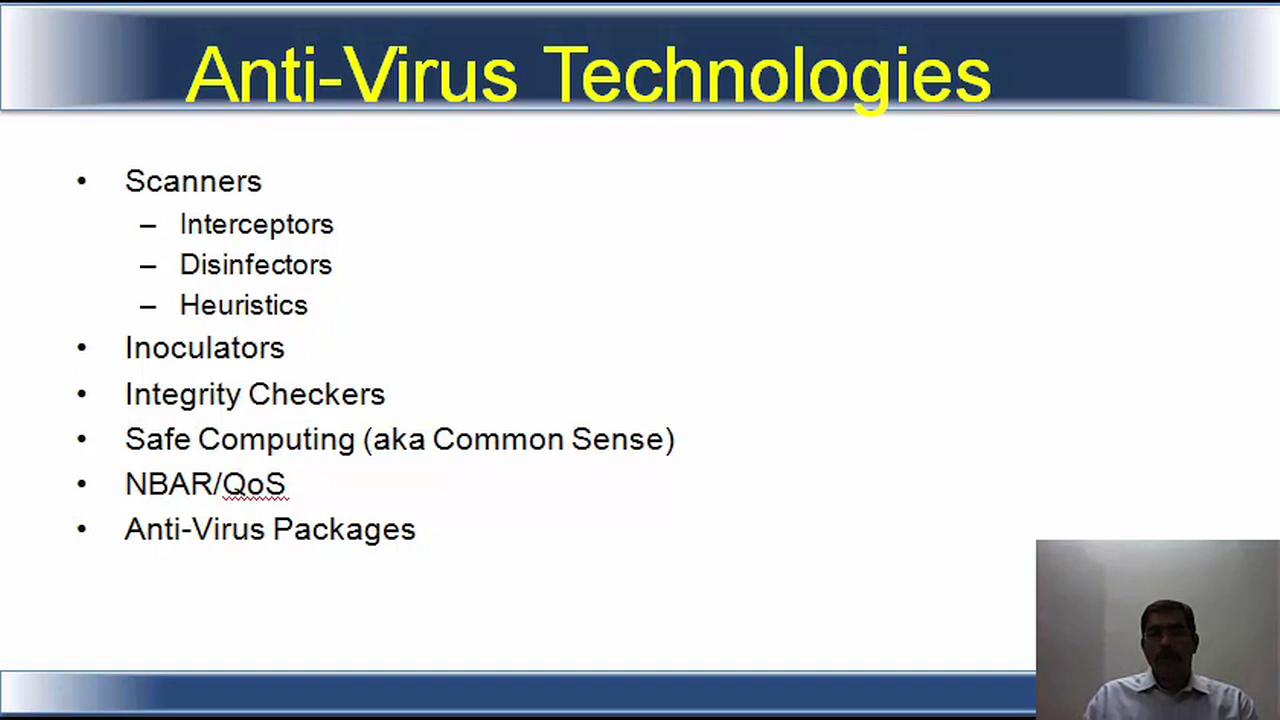 Anti-Virus Technologies
• Scanners
– Interceptors
– Disinfectors
– Heuristics
• Inoculators
• Integrity Checkers
• Safe Computing (aka Common Sense)
• NBAR/QoS
• Anti-Virus Packages